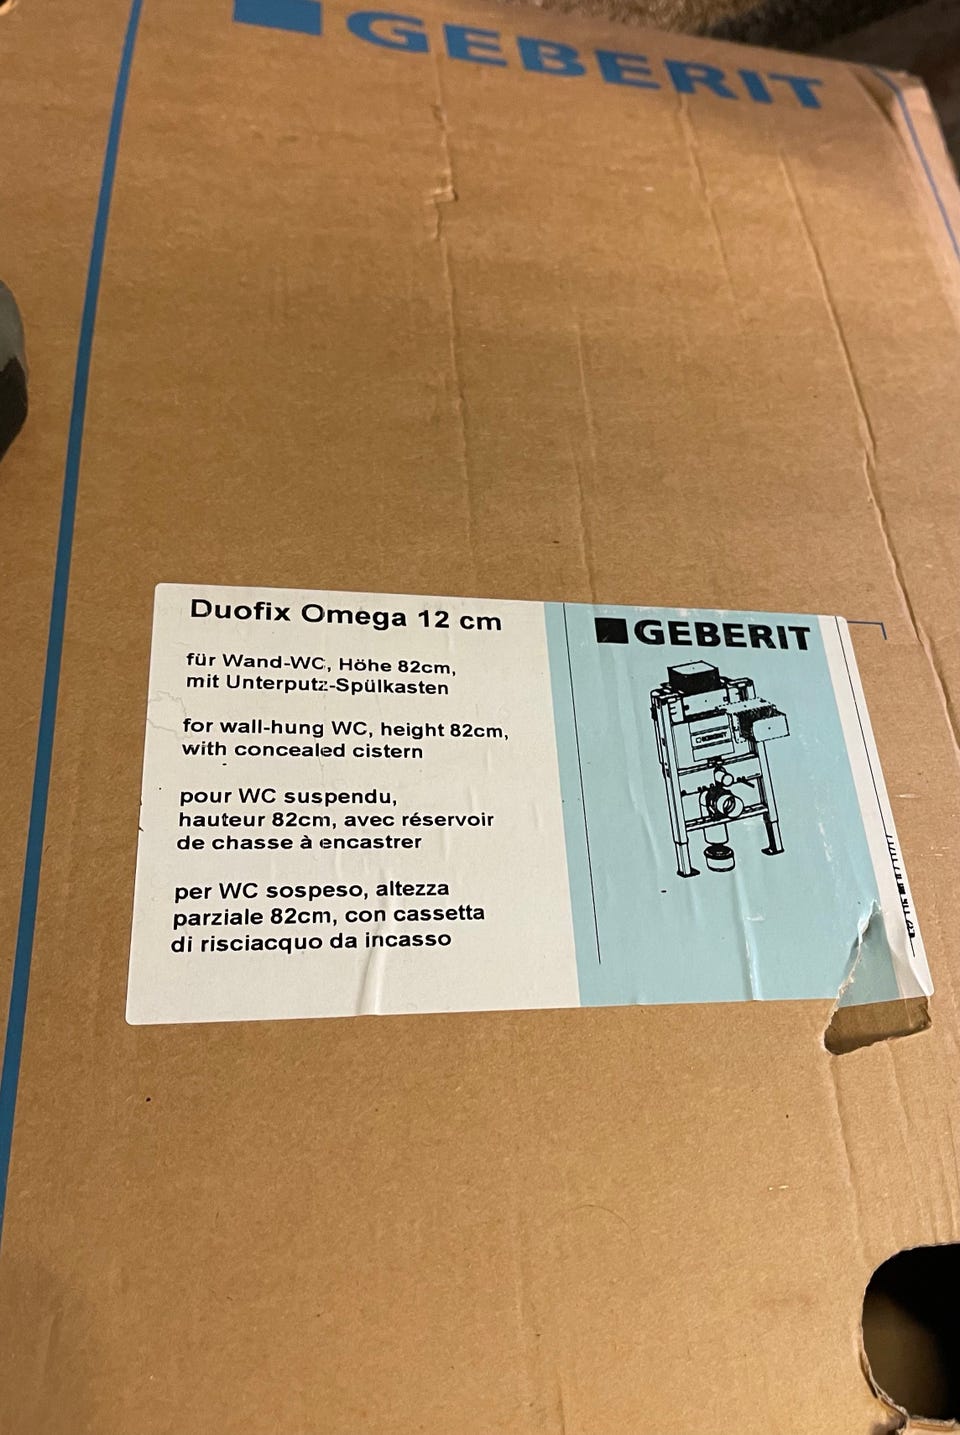 GEBERIT
Duofix Omega 12 cm
für Wand-WC, Höhe 82cm,
mit Unterputz-Spülkasten
for wall-hung WC, height 82cm,
with concealed cistern
pour WC suspendu,
hauteur 82cm, avec réservoir
de chasse à encastrer
per WC sospeso, altezza
parziale 82cm, con cassetta
di risciacquo da incasso
GEBERIT